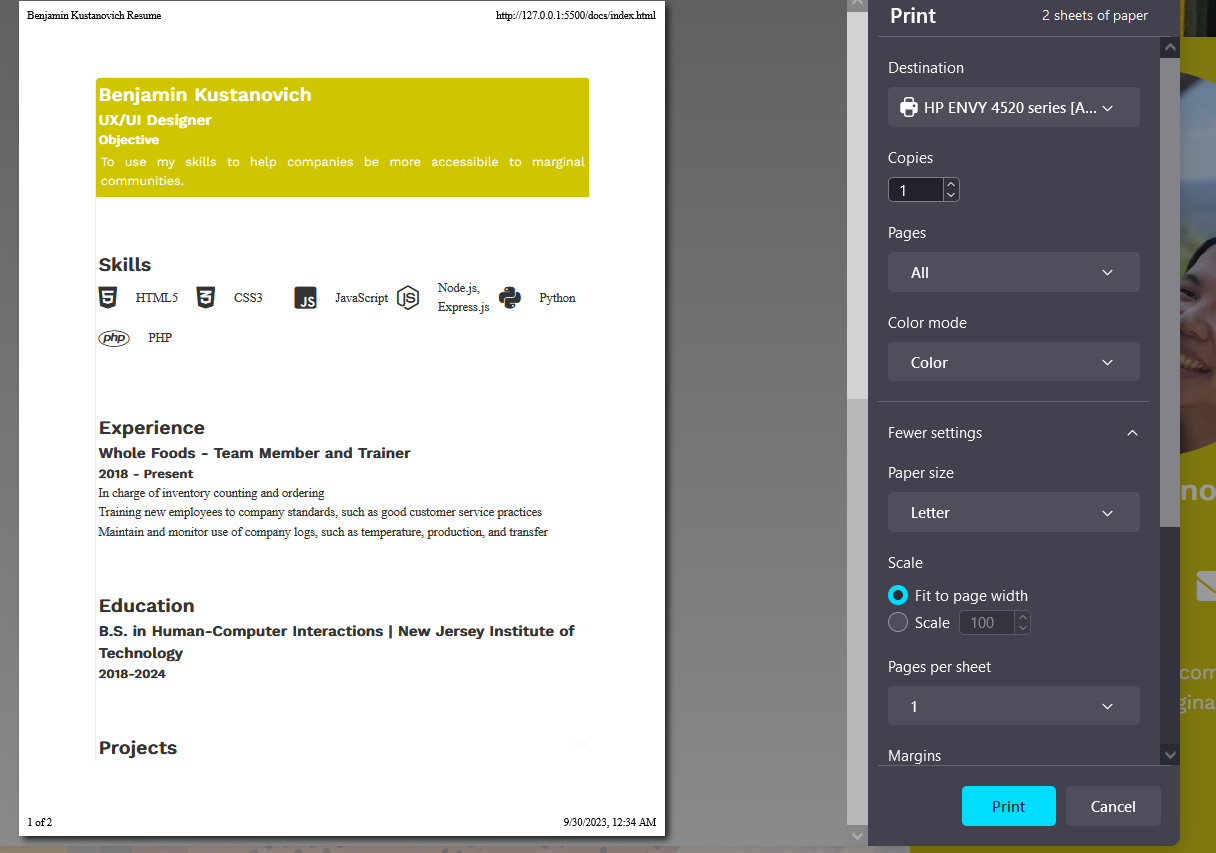 Benjamin Kustanovich Resume
http://127.0.0.1:5500/docs/index.html
Benjamin Kustanovich
UX/UI Designer
Objective
To use my skills to help companies be more accessibile to marginal
communities.
Skills
HTML5
CSS3
JS
JavaScript
JS
Node.js,
Express.js
Python
php
PHP
Experience
Whole Foods - Team Member and Trainer
2018 - Present
In charge of inventory counting and ordering
Training new employees to company standards, such as good customer service practices
Maintain and monitor use of company logs, such as temperature, production, and transfer
Education
B.S. in Human-Computer Interactions | New Jersey Institute of
Technology
2018-2024
Projects
1 of 2
9/30/2023, 12:34 AM
Print
2 sheets of paper
Destination
HP ENVY 4520 series [A...
Copies
1
Pages
All
Color mode
Color
Fewer settings
Paper size
Letter
Scale
Fit to page width
Scale
100
Pages per sheet
1
Margins
Print
Cancel